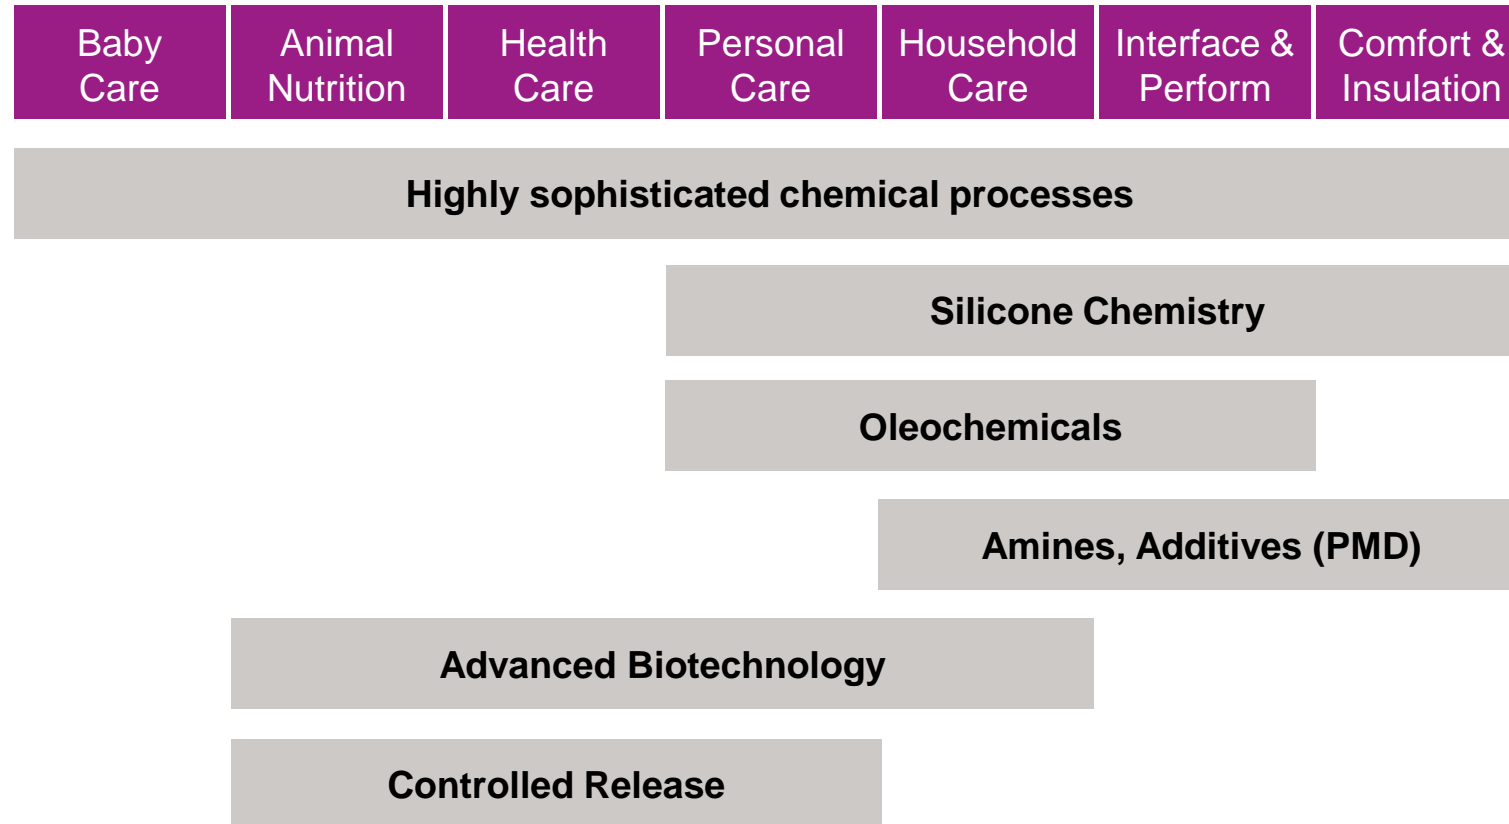 Baby
Care
Animal
Nutrition
Health
Care
Personal
Care
Household
Care
Interface &
Perform
Comfort &
Insulation
Highly sophisticated chemical processes
Silicone Chemistry
Oleochemicals
Amines, Additives (PMD)
Advanced Biotechnology
Controlled Release